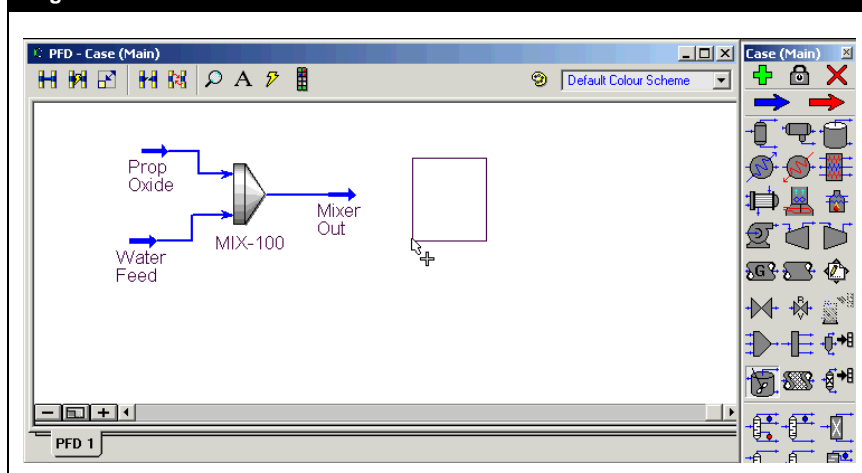 PFD - Case (Main)
Case (Main)
A
Default Colour Scheme
Prop
Oxide
Mixer
Out
MIX-100
Water
Feed
G
R
PFD 1